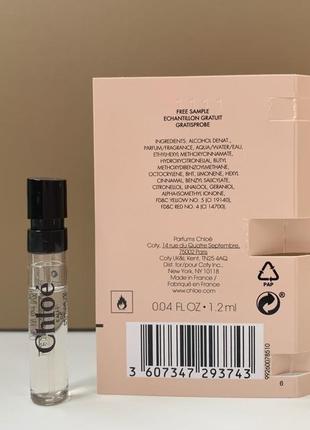 FREE SAMPLE
ECHANTILLON GRATUIT
GRATISPROBE
INGREDIENTS: ALCOHOL DENAT.,
PARFUM/FRAGRANCE, AQUA/WATER/EAU,
ETHYLHEXYL METHOXYCINNAMATE,
HYDROXYCITRONELLAL, BUTYL
METHOXYDIBENZOYLMETHANE,
OCTOCRYLENE, BHT, LIMONENE, HEXYL
CINNAMAL, BENZYL SALICYLATE,
CITRONELLOL, LINALOOL, GERANIOL,
ALPHA-ISOMETHYL IONONE,
FD&C YELLOW NO. 5 (CI 19140),
FD&C RED NO. 4 (CI 14700).
Parfums Chloé
Coty, 14 rue du Quatre Septembre,
75002 Paris
Coty UK&I, Kent, TN25 4AQ
Dist. for/pour Coty Inc.,
New York, NY 10118
Made in France /
Fabriqué en France
www.chloe.com
PAP
0.04 FL.OZ • 1.2 ml
3 607347 293743
99260078510
6
Chloé